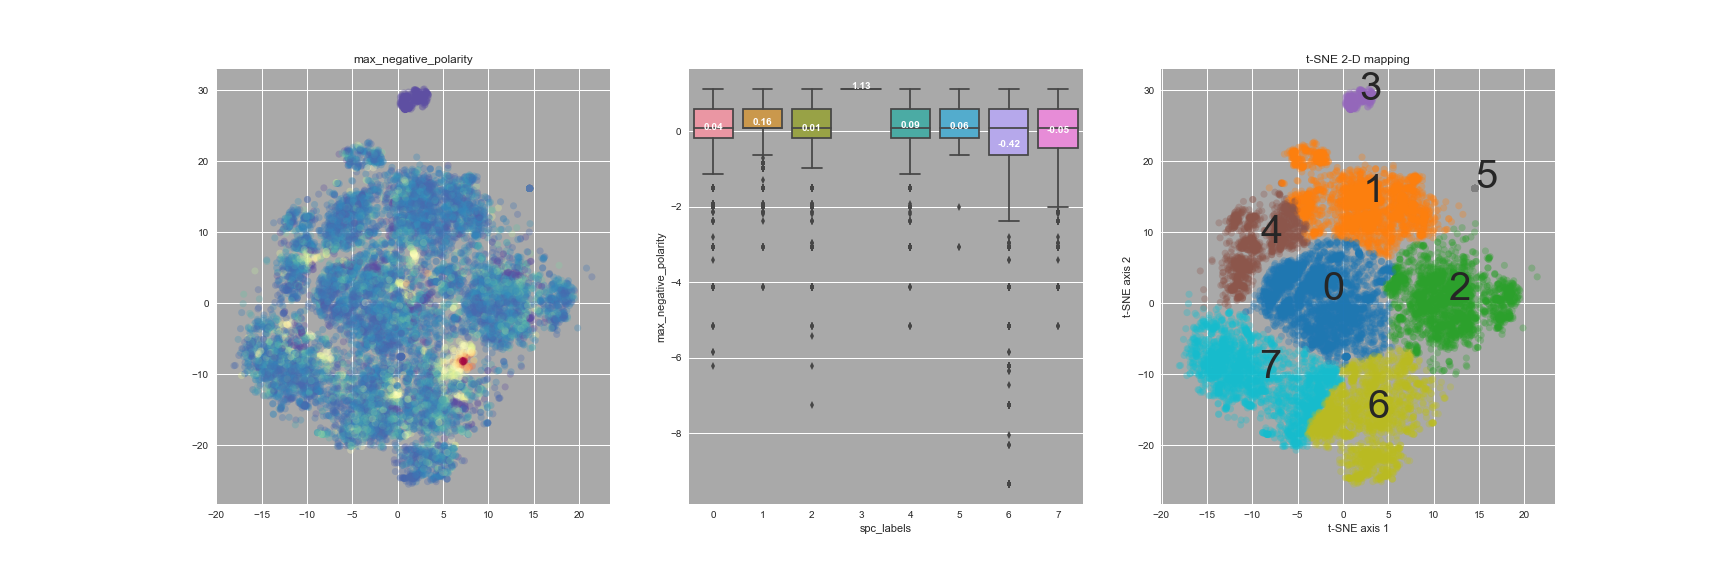 max_negative_polarity
30
20
10
0
−10
−20
−20 −15 −10 −5 0 5 10 15 20
max_negative_polarity
0
−2
−4
−6
−8
0.04 0.16 0.01 1.13 0.09 0.06 -0.42 -0.05
0 1 2 3 4 5 6 7
spc_labels
t-SNE 2-D mapping
t-SNE axis 2
30
20
10
0
−10
−20
3
5
1
4
0
2
7
6
−20 −15 −10 −5 0 5 10 15 20
t-SNE axis 1